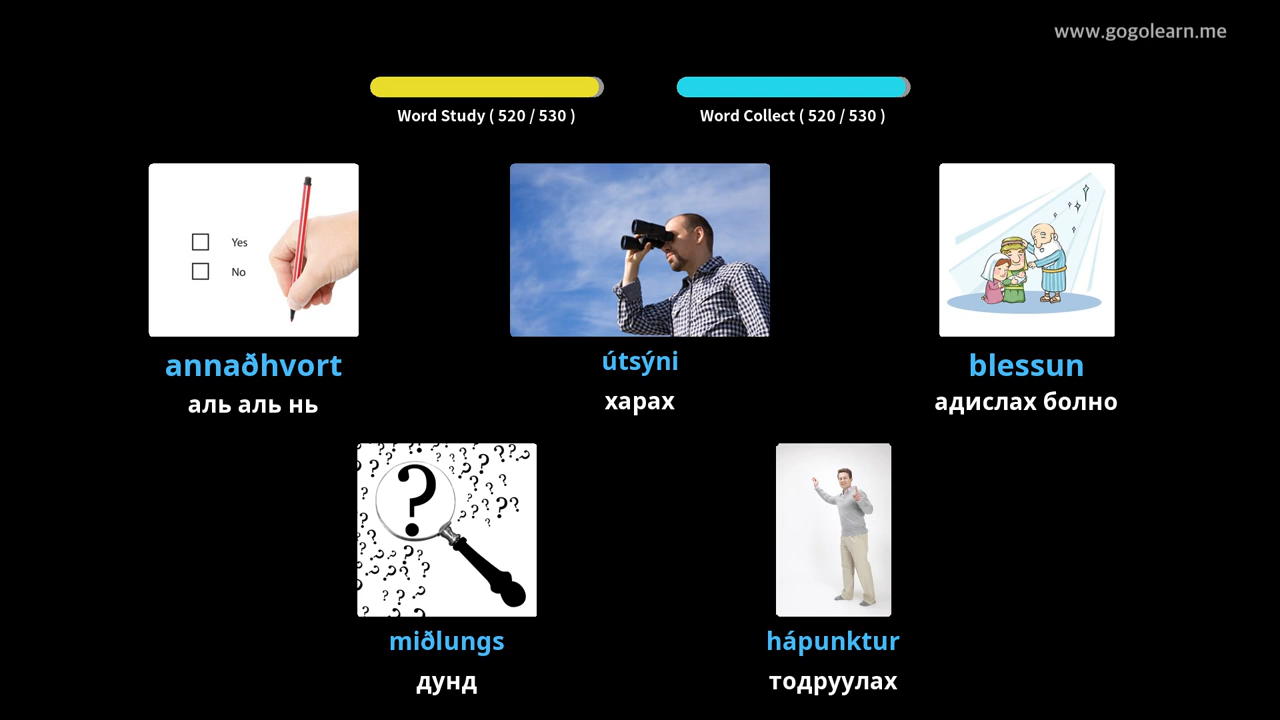 www.gogolearn.me
Word Study ( 520 / 530 )
Word Collect ( 520 / 530 )
Yes
No
annaðhvort
аль аль нь
útsýni
харах
blessun
адислах болно
miðlungs
дунд
hápunktur
тодруулах